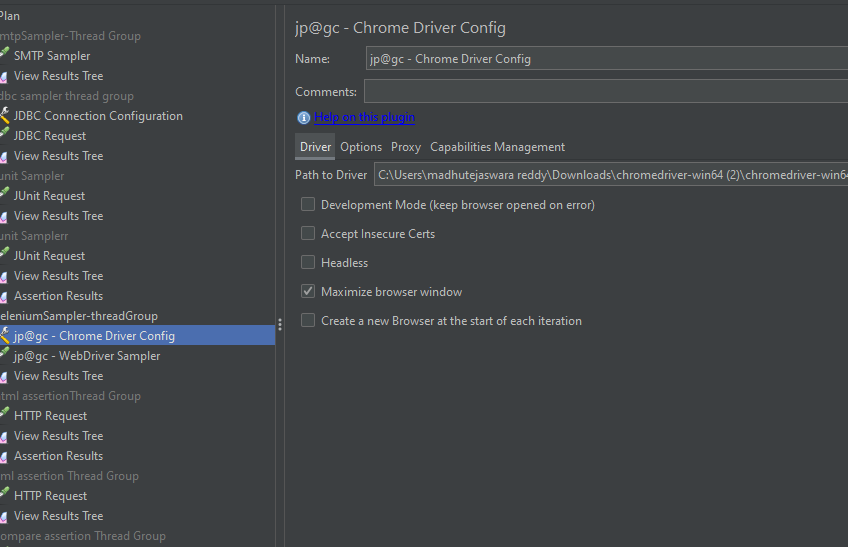 Plan
mtpSampler-Thread Group
SMTP Sampler
View Results Tree
dbc sampler thread group
JDBC Connection Configuration
JDBC Request
View Results Tree
unit Sampler
JUnit Request
View Results Tree
unit Samplerr
JUnit Request
View Results Tree
Assertion Results
eleniumSampler-threadGroup
jp@gc - Chrome Driver Config
jp@gc - WebDriver Sampler
View Results Tree
tml assertionThread Group
HTTP Request
View Results Tree
Assertion Results
ml assertion Thread Group
HTTP Request
View Results Tree
ompare assertion Thread Group
jp@gc - Chrome Driver Config
Name: jp@gc - Chrome Driver Config
Comments:
Help on this plugin
Driver Options Proxy Capabilities Management
Path to Driver C:\Users\madhutejaswara reddy\Downloads\chromedriver-win64 (2)\chromedriver-win64
Development Mode (keep browser opened on error)
Accept Insecure Certs
Headless
Maximize browser window
Create a new Browser at the start of each iteration